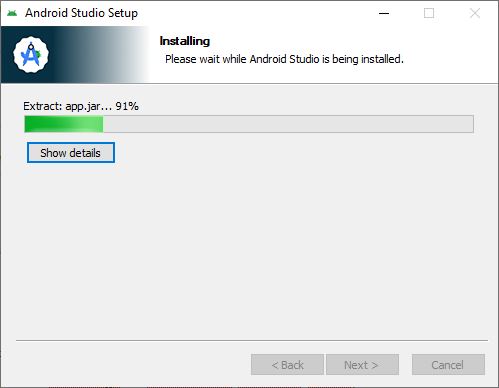 Android Studio Setup
Installing
Please wait while Android Studio is being installed.
Extract: app.jar... 91%
Show details
< Back
Next >
Cancel